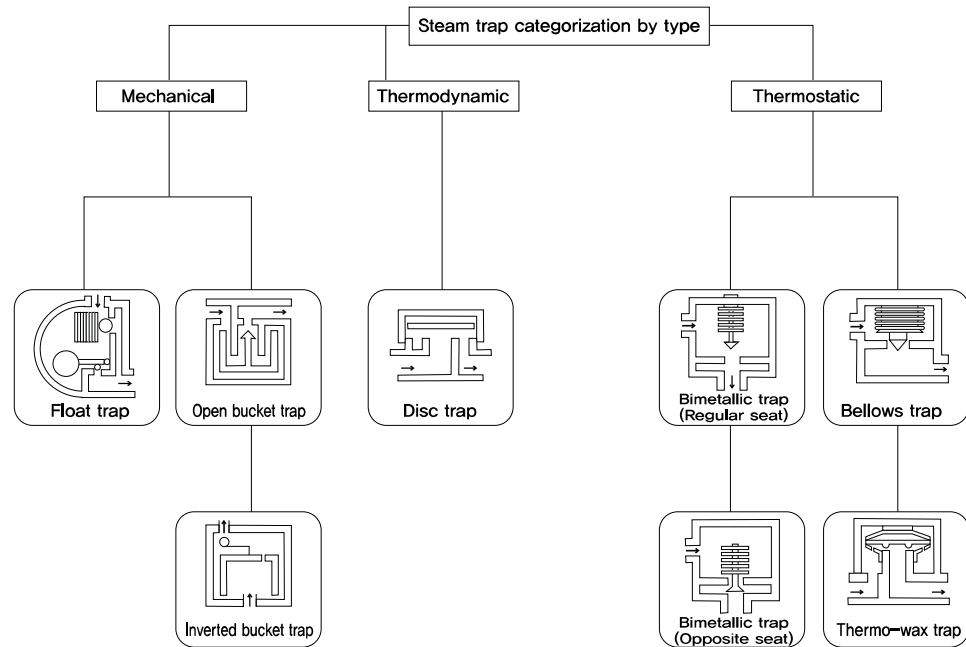 Steam trap categorization by type
Mechanical
Thermodynamic
Thermostatic
Float trap
Open bucket trap
Disc trap
Bimetallic trap
(Regular seat)
Bellows trap
Inverted bucket trap
Bimetallic trap
(Opposite seat)
Thermo-wax trap